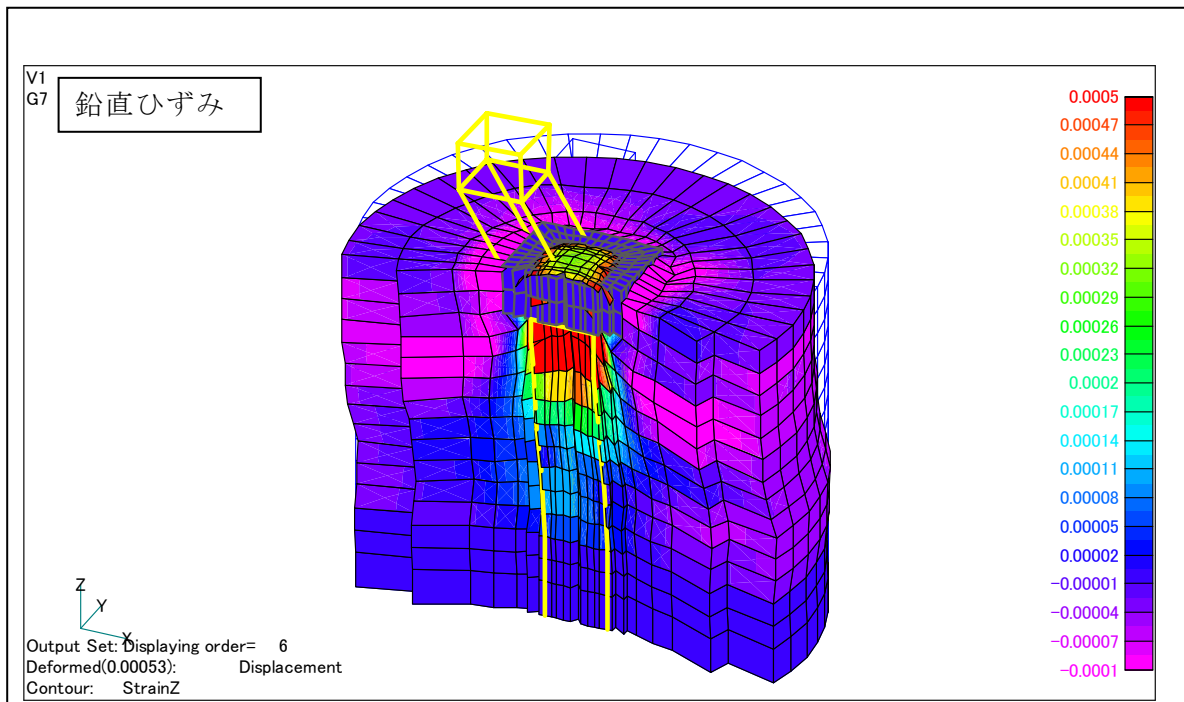 V1
G7
鉛直ひずみ
0.0005
0.00047
0.00044
0.00041
0.00038
0.00035
0.00032
0.00029
0.00026
0.00023
0.0002
0.00017
0.00014
0.00011
0.00008
0.00005
0.00002
-0.00001
-0.00004
-0.00007
-0.0001
Z
Y
X
Output Set: Displaying order= 6
Deformed(0.00053): Displacement
Contour: StrainZ